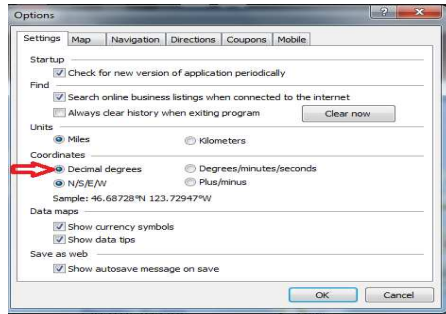 Options
Settings Map Navigation Directions Coupons Mobile
Startup
Check for new version of application periodically
Find
Search online business listings when connected to the internet
Always clear history when exiting program Clear now
Units
Miles Kilometers
Coordinates
Decimal degrees Degrees/minutes/seconds
N/S/E/W Plus/minus
Sample: 46.68728°N 123.72947°W
Data maps
Show currency symbols
Show data tips
Save as web
Show autosave message on save
OK Cancel